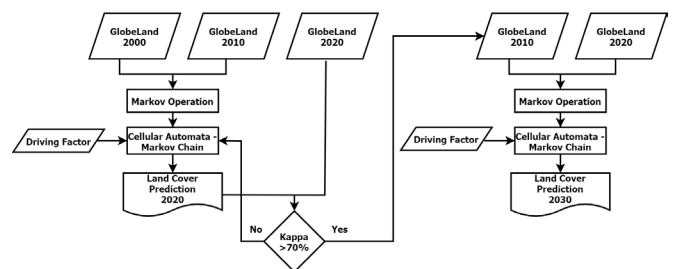 GlobeLand
2000
GlobeLand
2010
GlobeLand
2020
GlobeLand
2010
GlobeLand
2020
Markov Operation
Markov Operation
Driving Factor
Cellular Automata -
Markov Chain
Driving Factor
Cellular Automata -
Markov Chain
Land Cover
Prediction
2020
Land Cover
Prediction
2030
No
Kappa
>70%
Yes